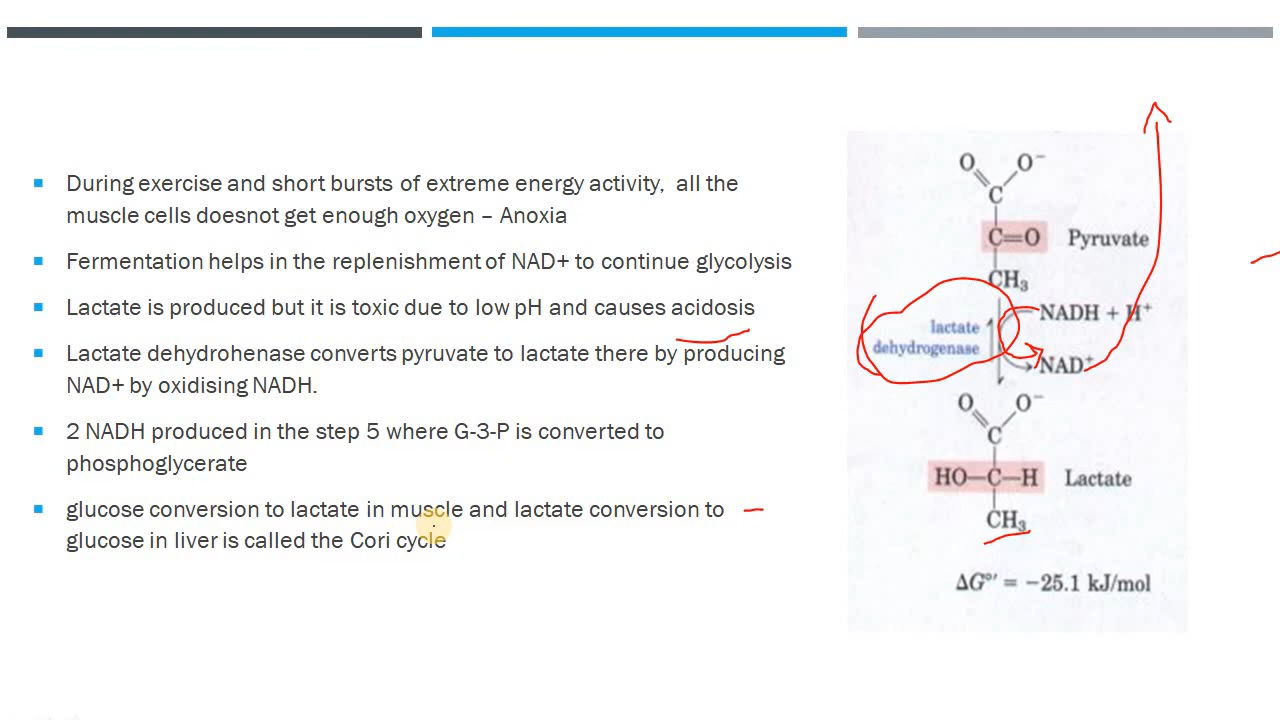 During exercise and short bursts of extreme energy activity,  all the
muscle cells doesnot get enough oxygen – Anoxia
Fermentation helps in the replenishment of NAD+ to continue glycolysis
Lactate is produced but it is toxic due to low pH and causes acidosis
Lactate dehydrohenase converts pyruvate to lactate there by producing
NAD+ by oxidising NADH.
2 NADH produced in the step 5 where G-3-P is converted to
phosphoglycerate
glucose conversion to lactate in muscle and lactate conversion to
glucose in liver is called the Cori cycle
O O⁻
C
C=O Pyruvate
CH₃
NADH + H⁺
lactate
dehydrogenase
NAD⁺
O O⁻
C
HO–C–H Lactate
CH₃
ΔG°′ = −25.1 kJ/mol